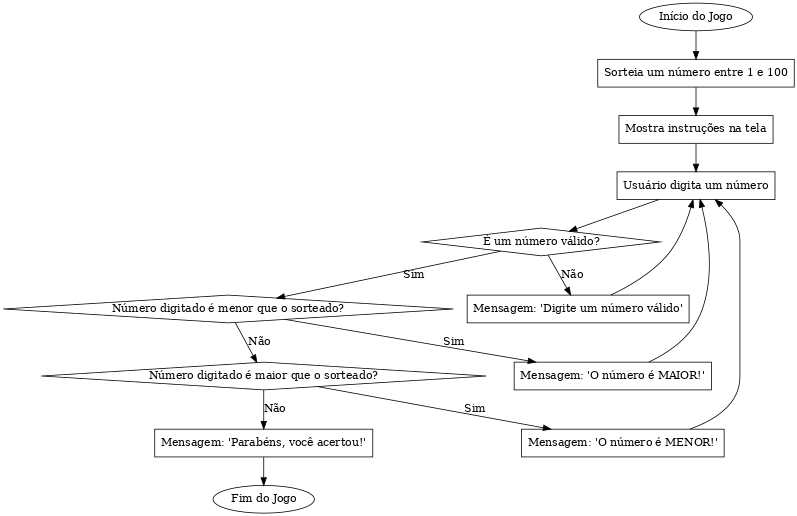 Início do Jogo
Sorteia um número entre 1 e 100
Mostra instruções na tela
Usuário digita um número
É um número válido?
Sim
Não
Número digitado é menor que o sorteado?
Mensagem: 'Digite um número válido'
Não
Sim
Número digitado é maior que o sorteado?
Mensagem: 'O número é MAIOR!'
Não
Sim
Mensagem: 'Parabéns, você acertou!'
Mensagem: 'O número é MENOR!'
Fim do Jogo